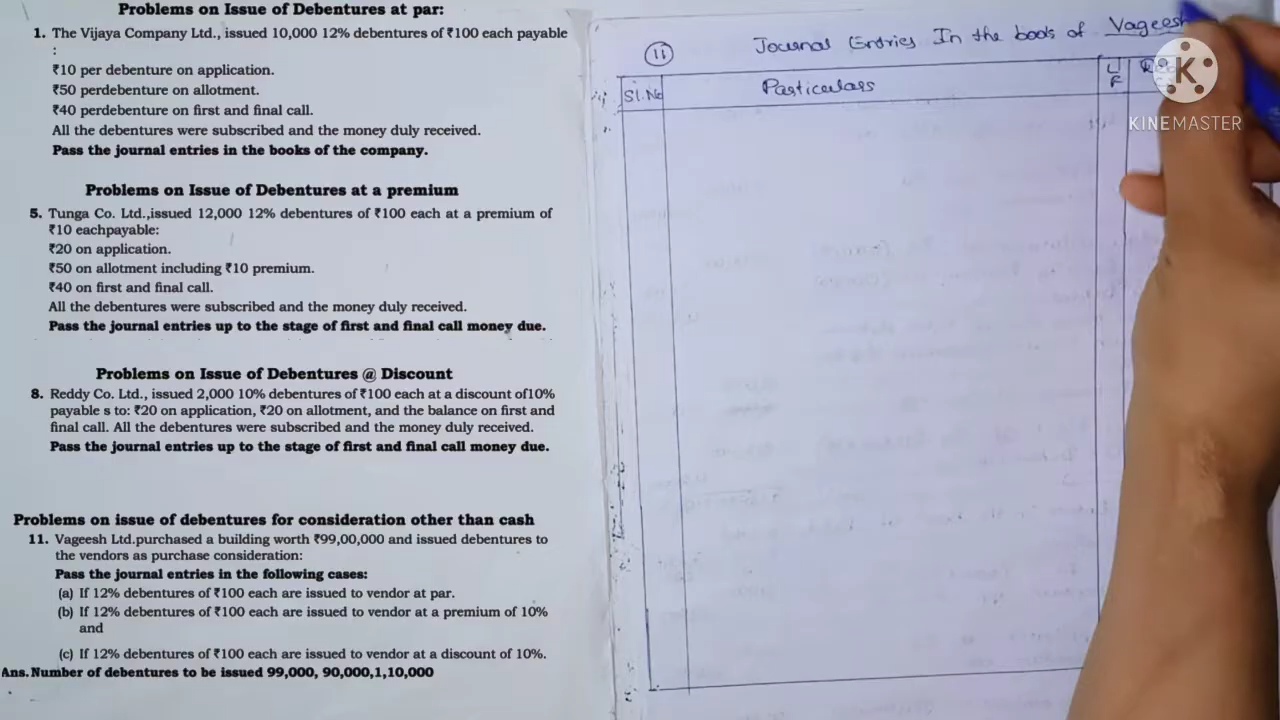 Problems on Issue of Debentures at par:
1. The Vijaya Company Ltd., issued 10,000 12% debentures of ₹100 each payable
:
₹10 per debenture on application.
₹50 perdebenture on allotment.
₹40 perdebenture on first and final call.
All the debentures were subscribed and the money duly received.
Pass the journal entries in the books of the company.
Problems on Issue of Debentures at a premium
5. Tunga Co. Ltd.,issued 12,000 12% debentures of ₹100 each at a premium of
₹10 eachpayable:
₹20 on application.
₹50 on allotment including ₹10 premium.
₹40 on first and final call.
All the debentures were subscribed and the money duly received.
Pass the journal entries up to the stage of first and final call money due.
Problems on Issue of Debentures @ Discount
8. Reddy Co. Ltd., issued 2,000 10% debentures of ₹100 each at a discount of10%
payable s to: ₹20 on application, ₹20 on allotment, and the balance on first and
final call. All the debentures were subscribed and the money duly received.
Pass the journal entries up to the stage of first and final call money due.
Problems on issue of debentures for consideration other than cash
11. Vageesh Ltd.purchased a building worth ₹99,00,000 and issued debentures to
the vendors as purchase consideration:
Pass the journal entries in the following cases:
(a) If 12% debentures of ₹100 each are issued to vendor at par.
(b) If 12% debentures of ₹100 each are issued to vendor at a premium of 10%
and
(c) If 12% debentures of ₹100 each are issued to vendor at a discount of 10%.
Ans.Number of debentures to be issued 99,000, 90,000,1,10,000
11 Journal Entries In the books of Vageesh
Sl.No Particulars L F
K
KINEMASTER